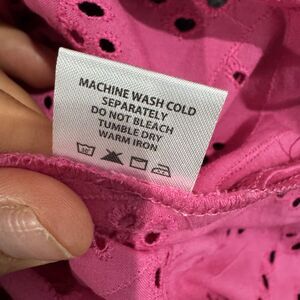 MACHINE WASH COLD
SEPARATELY
DO NOT BLEACH
TUMBLE DRY
WARM IRON